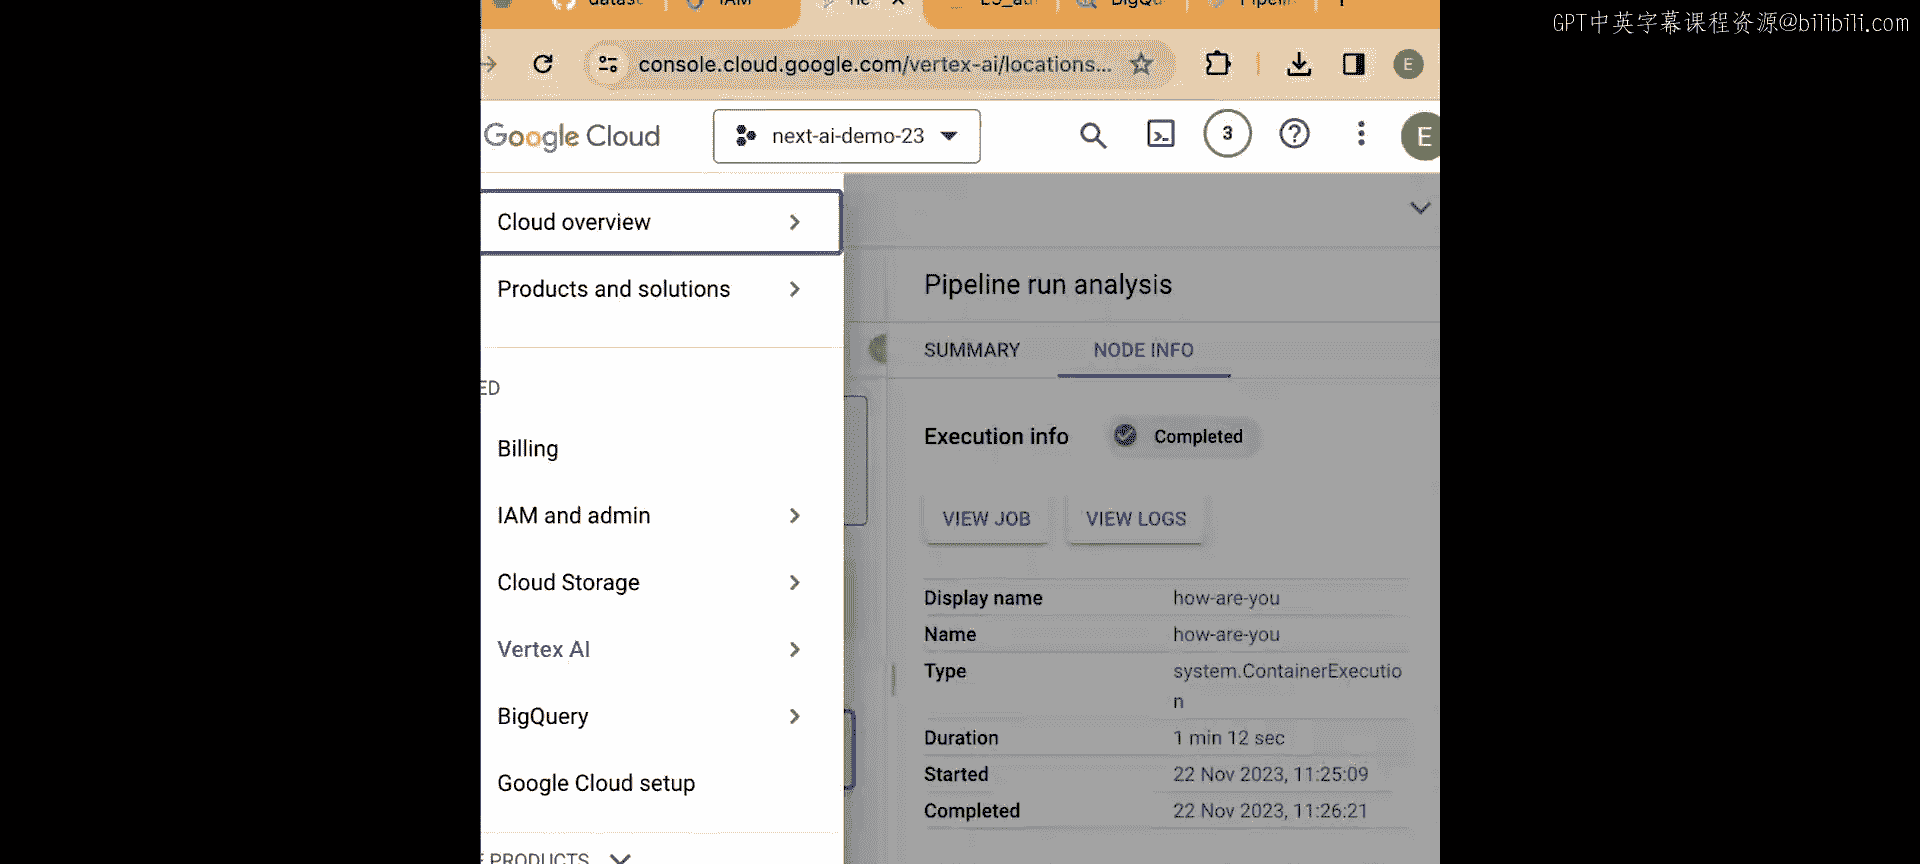 GPT中英字幕课程资源@bilibili.com
IAM
console.cloud.google.com/vertex-ai/locations...
E
Google Cloud
next-ai-demo-23
3
E
Cloud overview
Products and solutions
ED
Billing
IAM and admin
Cloud Storage
Vertex AI
BigQuery
Google Cloud setup
PRODUCTS
Pipeline run analysis
SUMMARY
NODE INFO
Execution info
Completed
VIEW JOB
VIEW LOGS
Display name how-are-you
Name how-are-you
Type system.ContainerExecutio
n
Duration 1 min 12 sec
Started 22 Nov 2023, 11:25:09
Completed 22 Nov 2023, 11:26:21